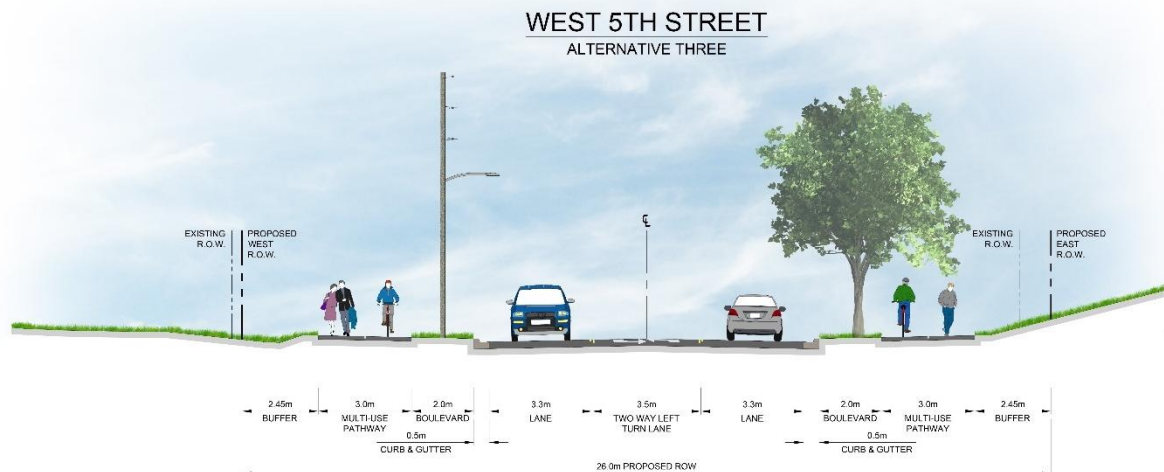 WEST 5TH STREET
ALTERNATIVE THREE
EXISTING
R.O.W.
PROPOSED
WEST
R.O.W.
℄
EXISTING
R.O.W.
PROPOSED
EAST
R.O.W.
2.45m
BUFFER
3.0m
MULTI-USE
PATHWAY
2.0m
BOULEVARD
0.5m
CURB & GUTTER
3.3m
LANE
3.5m
TWO WAY LEFT
TURN LANE
3.3m
LANE
2.0m
BOULEVARD
0.5m
CURB & GUTTER
3.0m
MULTI-USE
PATHWAY
2.45m
BUFFER
26.0m PROPOSED ROW